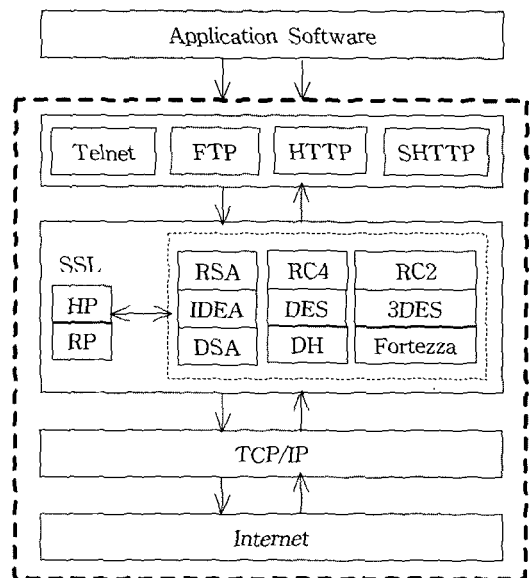 Application Software
Telnet FTP HTTP SHTTP
SSL
HP
RP
RSA RC4 RC2
IDEA DES 3DES
DSA DH Fortezza
TCP/IP
Internet